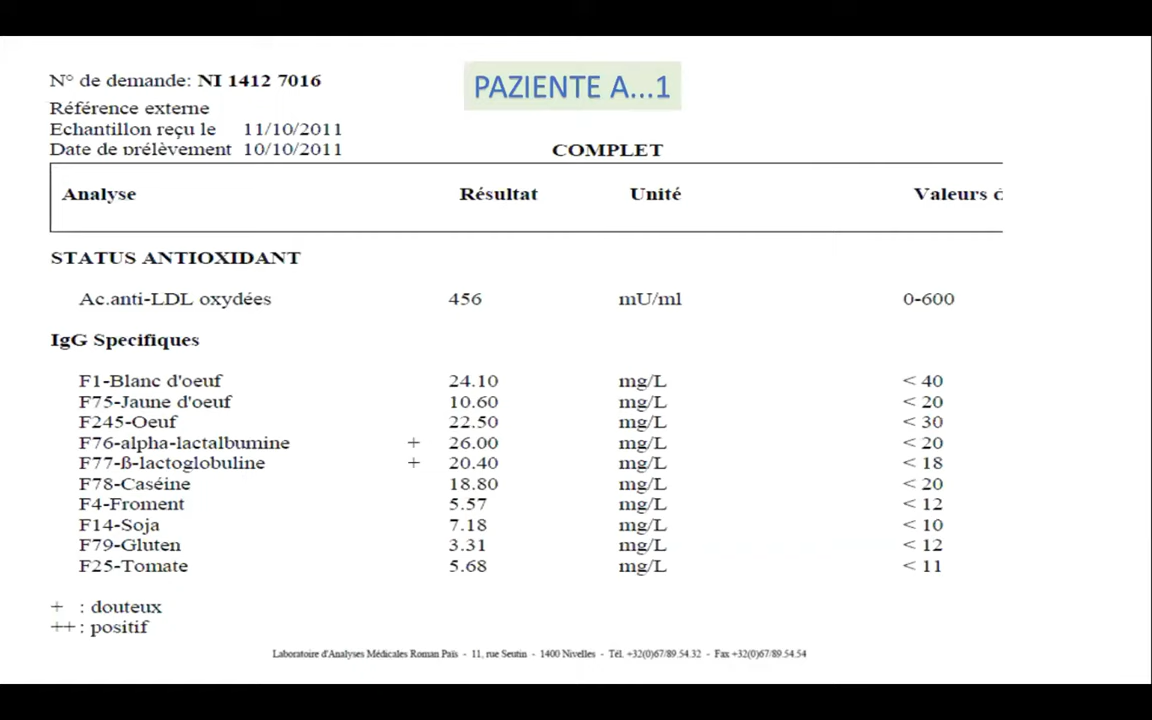 N° de demande: NI 1412 7016
PAZIENTE A...1
Référence externe
Echantillon reçu le 11/10/2011
Date de prélèvement 10/10/2011
COMPLET
Analyse Résultat Unité Valeurs
STATUS ANTIOXIDANT
Ac.anti-LDL oxydées 456 mU/ml 0-600
IgG Specifiques
F1-Blanc d'oeuf 24.10 mg/L < 40
F75-Jaune d'oeuf 10.60 mg/L < 20
F245-Oeuf 22.50 mg/L < 30
F76-alpha-lactalbumine + 26.00 mg/L < 20
F77-ß-lactoglobuline + 20.40 mg/L < 18
F78-Caséine 18.80 mg/L < 20
F4-Froment 5.57 mg/L < 12
F14-Soja 7.18 mg/L < 10
F79-Gluten 3.31 mg/L < 12
F25-Tomate 5.68 mg/L < 11
+ : douteux
++ : positif
Laboratoire d'Analyses Médicales Roman Païs - 11, rue Seutin - 1400 Nivelles - Tél. +32(0)67/89.54.32 - Fax +32(0)67/89.54.54